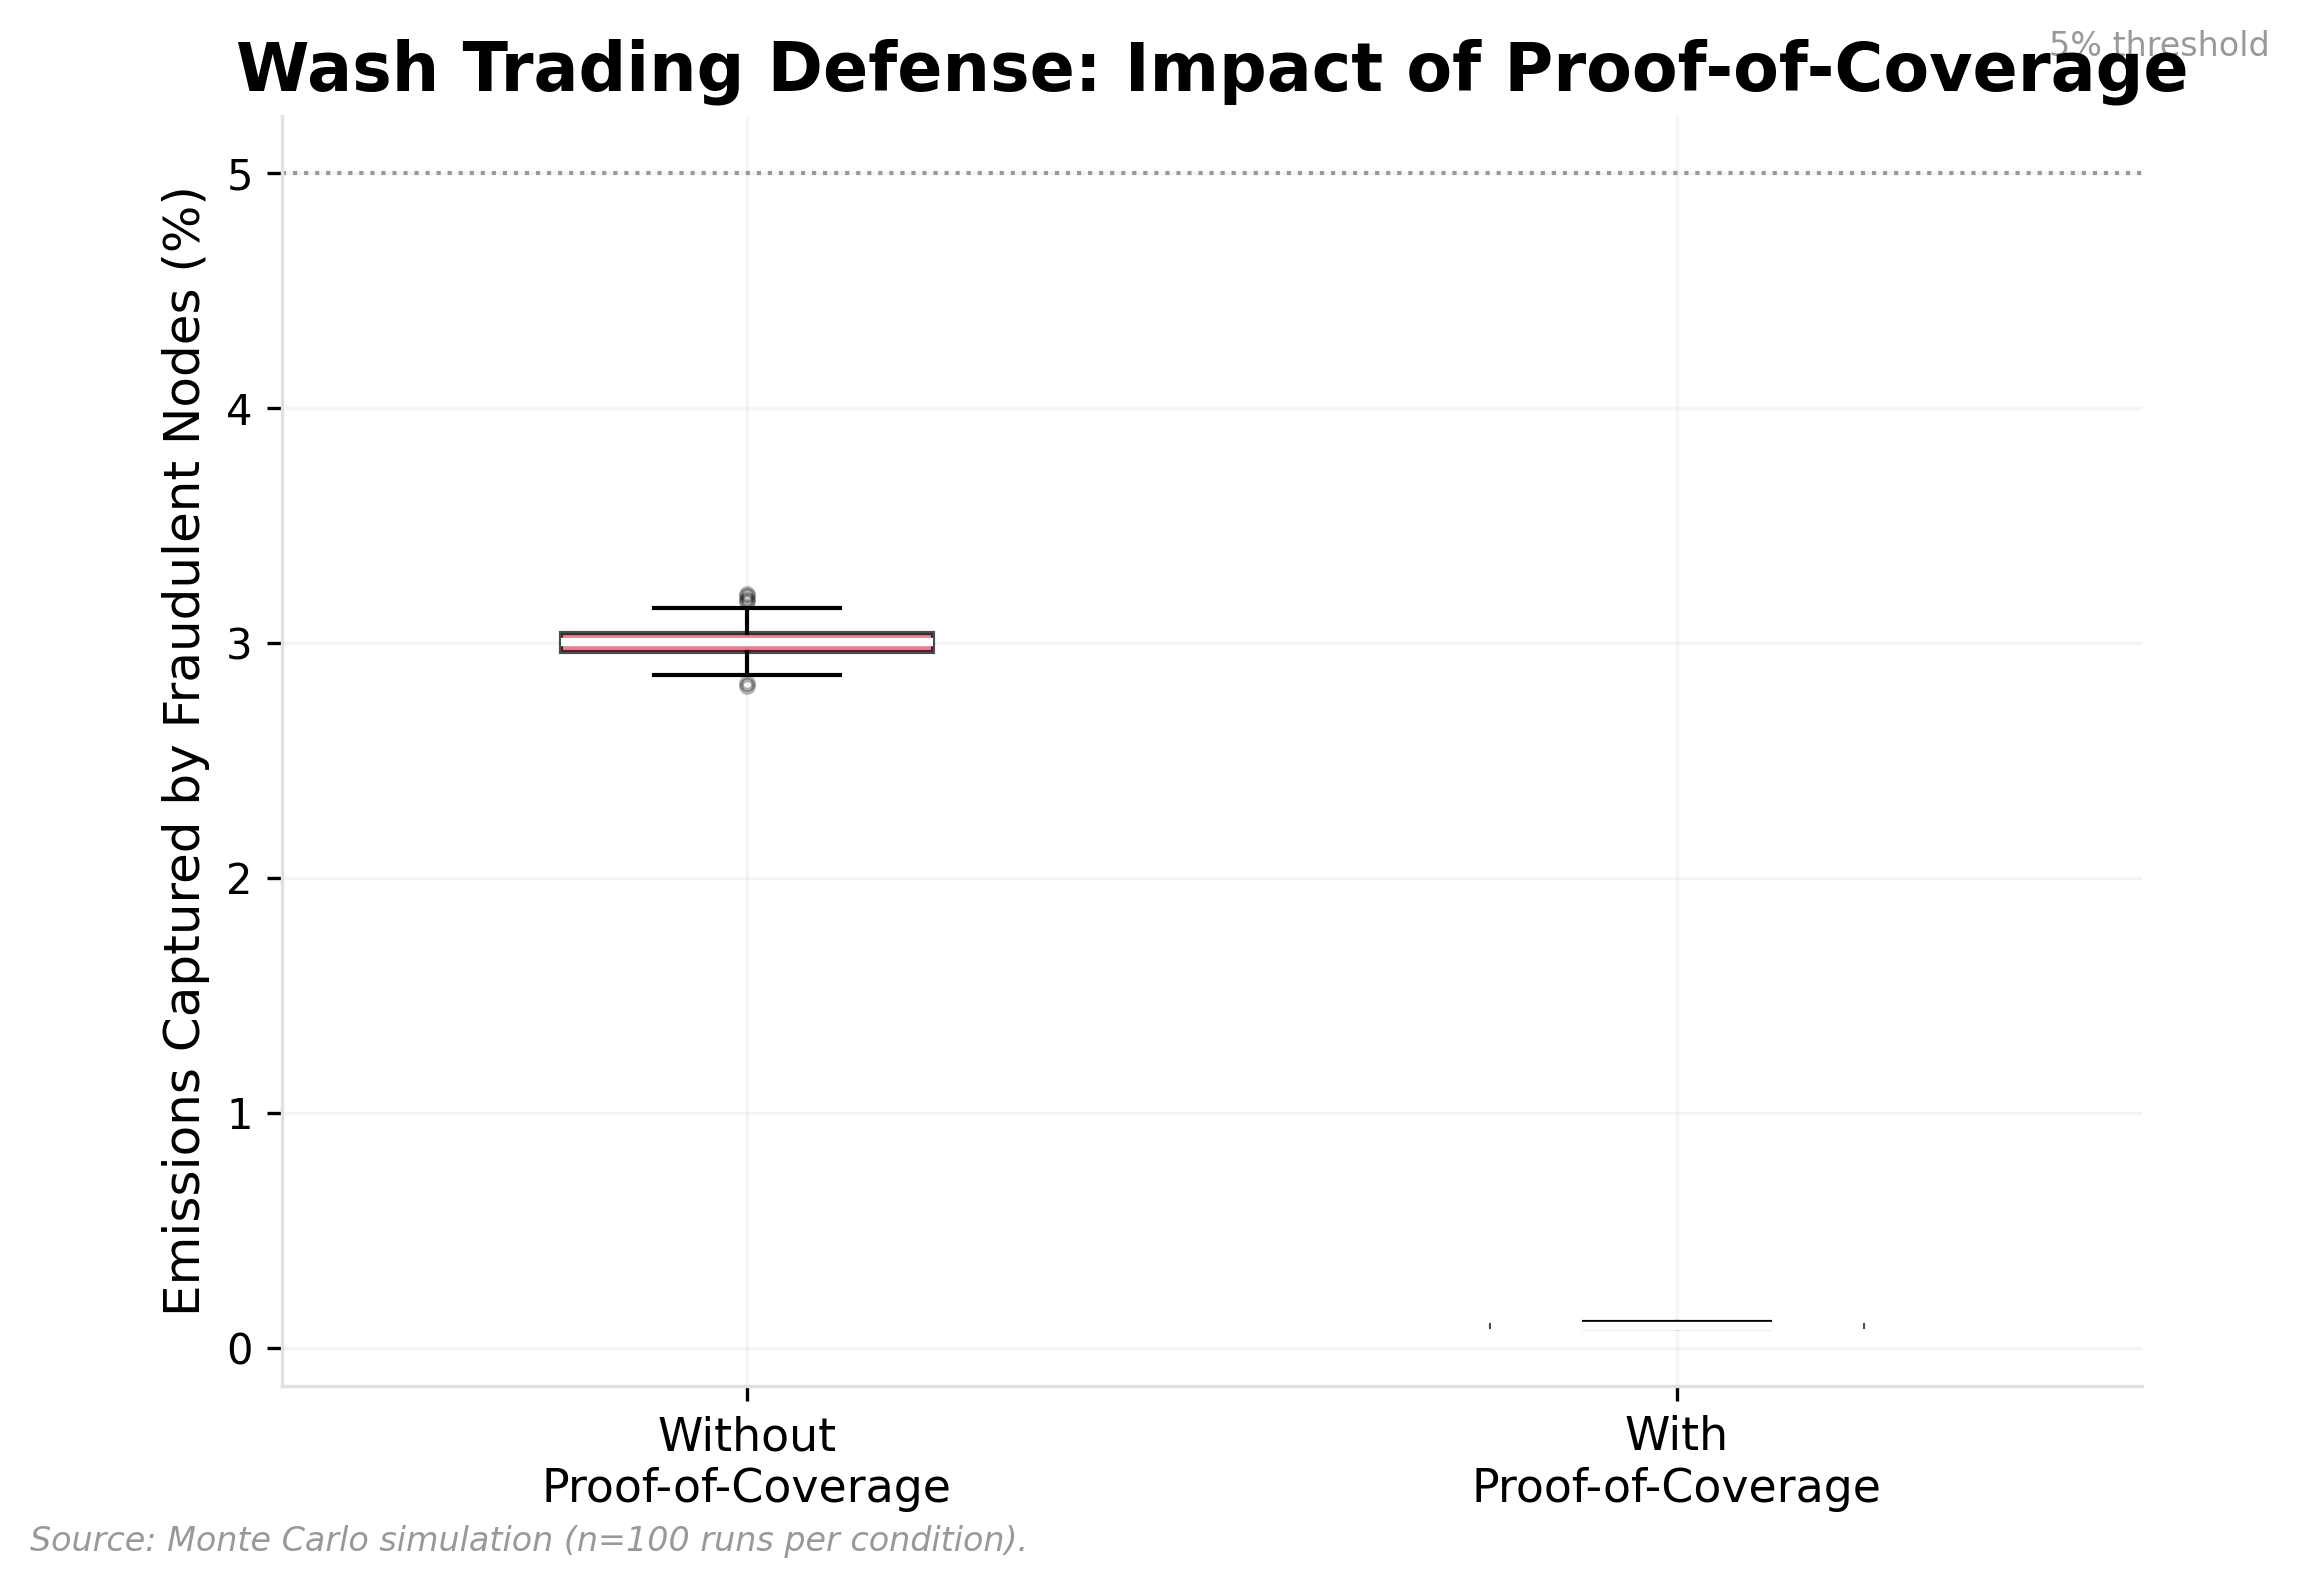 5% threshold
Wash Trading Defense: Impact of Proof-of-Coverage
Emissions Captured by Fraudulent Nodes (%)
5
4
3
2
1
0
Without
Proof-of-Coverage
With
Proof-of-Coverage
Source: Monte Carlo simulation (n=100 runs per condition).